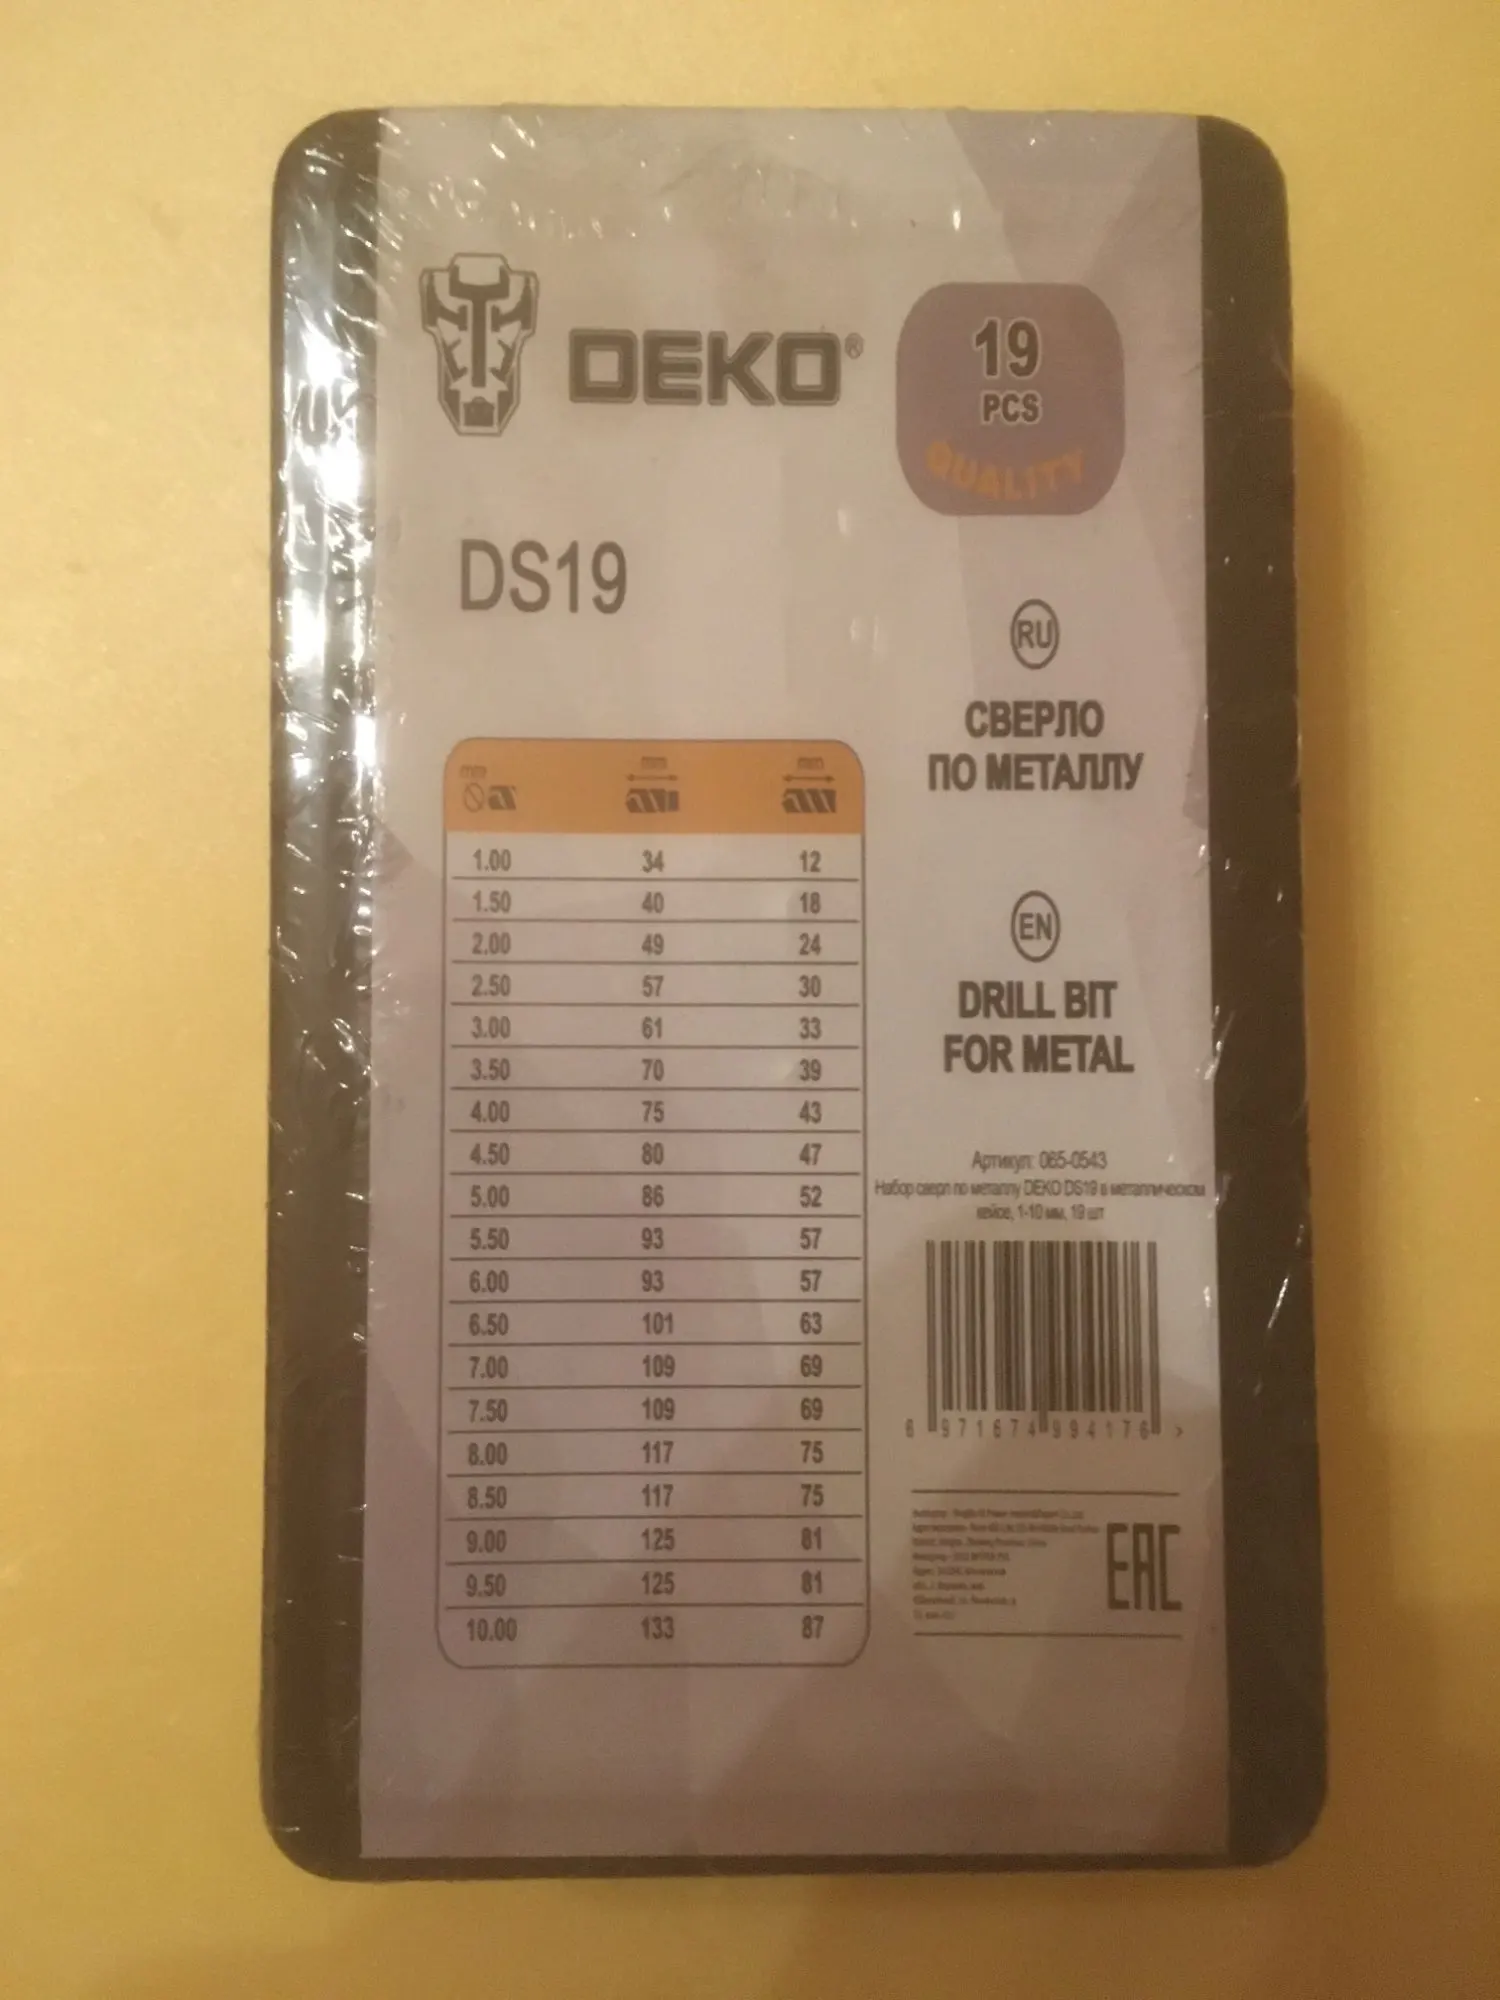 DEKO®
19
PCS
QUALITY
DS19
RU
СВЕРЛО
ПО МЕТАЛЛУ
EN
DRILL BIT
FOR METAL
mm mm mm
1.00 34 12
1.50 40 18
2.00 49 24
2.50 57 30
3.00 61 33
3.50 70 39
4.00 75 43
4.50 80 47
5.00 86 52
5.50 93 57
6.00 93 57
6.50 101 63
7.00 109 69
7.50 109 69
8.00 117 75
8.50 117 75
9.00 125 81
9.50 125 81
10.00 133 87
Артикул: 065-0543
Набор сверл по металлу DEKO DS19 в металлическом
кейсе, 1-10 мм, 19 шт
6 971674 994176 >
EAC